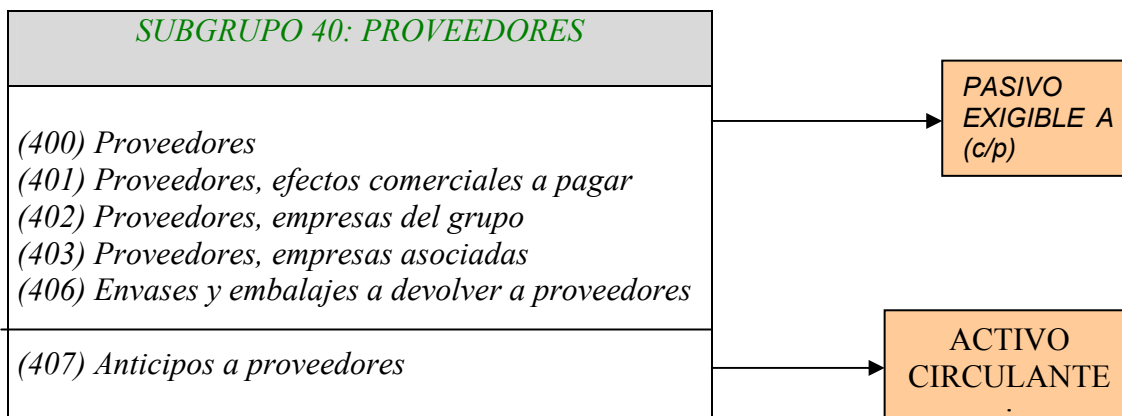 SUBGRUPO 40: PROVEEDORES
(400) Proveedores
(401) Proveedores, efectos comerciales a pagar
(402) Proveedores, empresas del grupo
(403) Proveedores, empresas asociadas
(406) Envases y embalajes a devolver a proveedores
(407) Anticipos a proveedores
PASIVO
EXIGIBLE A
(c/p)
ACTIVO
CIRCULANTE